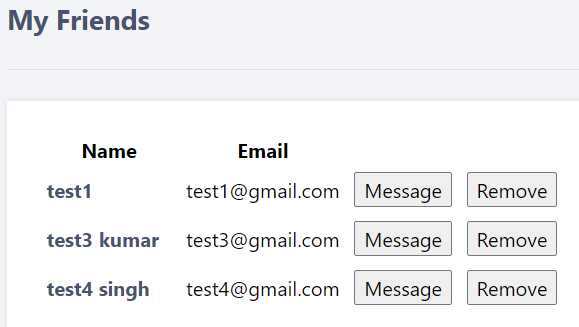 My Friends
Name Email
test1 test1@gmail.com Message Remove
test3 kumar test3@gmail.com Message Remove
test4 singh test4@gmail.com Message Remove